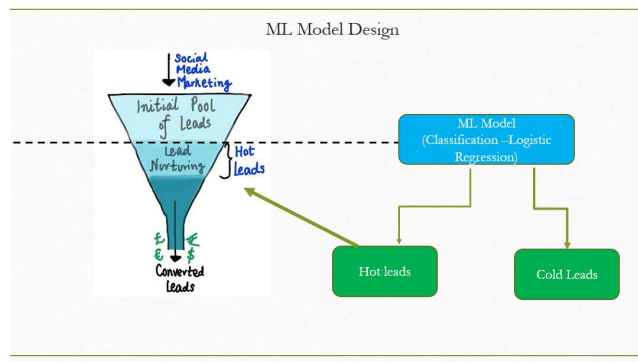 ML Model Design
Social
Media
Marketing
Initial Pool
of Leads
Lead
Nurturing
Hot
Leads
£ ₹
€ $
Converted
Leads
ML Model
(Classification –Logistic
Regression)
Hot leads
Cold Leads